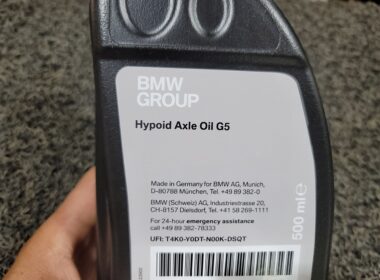 BMW
GROUP
Hypoid Axle Oil G5
Made in Germany for BMW AG, Munich,
D-80788 München, Tel. +49 89 382-0
BMW (Schweiz) AG, Industriestrasse 20,
CH-8157 Dielsdorf, Tel. +41 58 269-1111
For 24-hour emergency assistance
call +49 89 382-78333
UFI: T4K0-Y0DT-N00K-DSQT
500 ml ℮